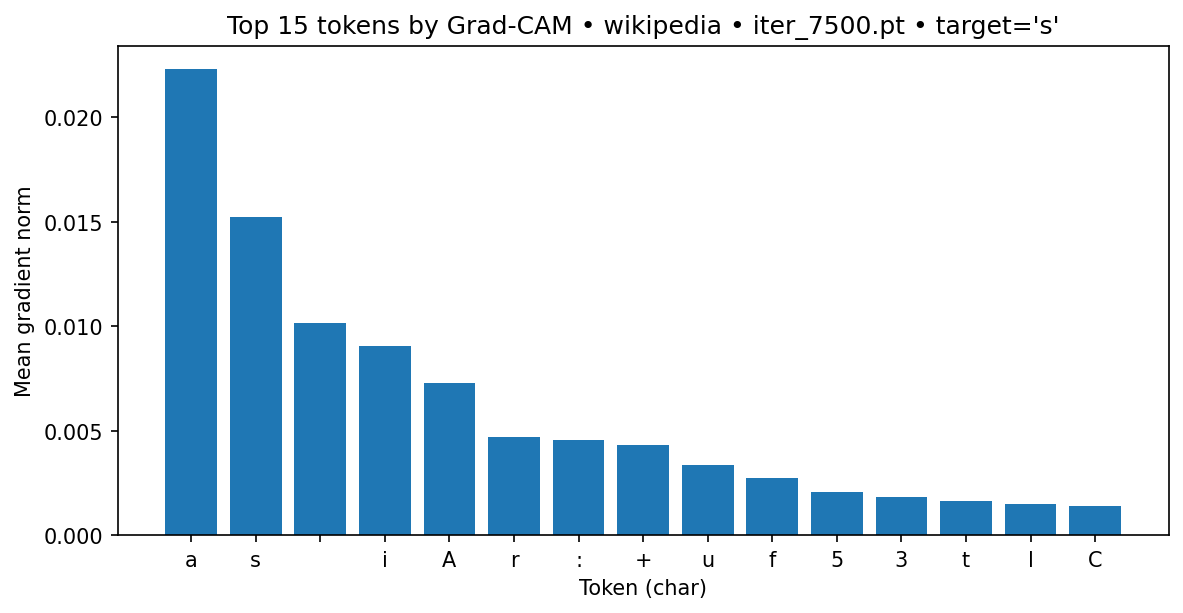 Top 15 tokens by Grad-CAM • wikipedia • iter_7500.pt • target='s'
Mean gradient norm
0.020
0.015
0.010
0.005
0.000
a s i A r : + u f 5 3 t l C
Token (char)